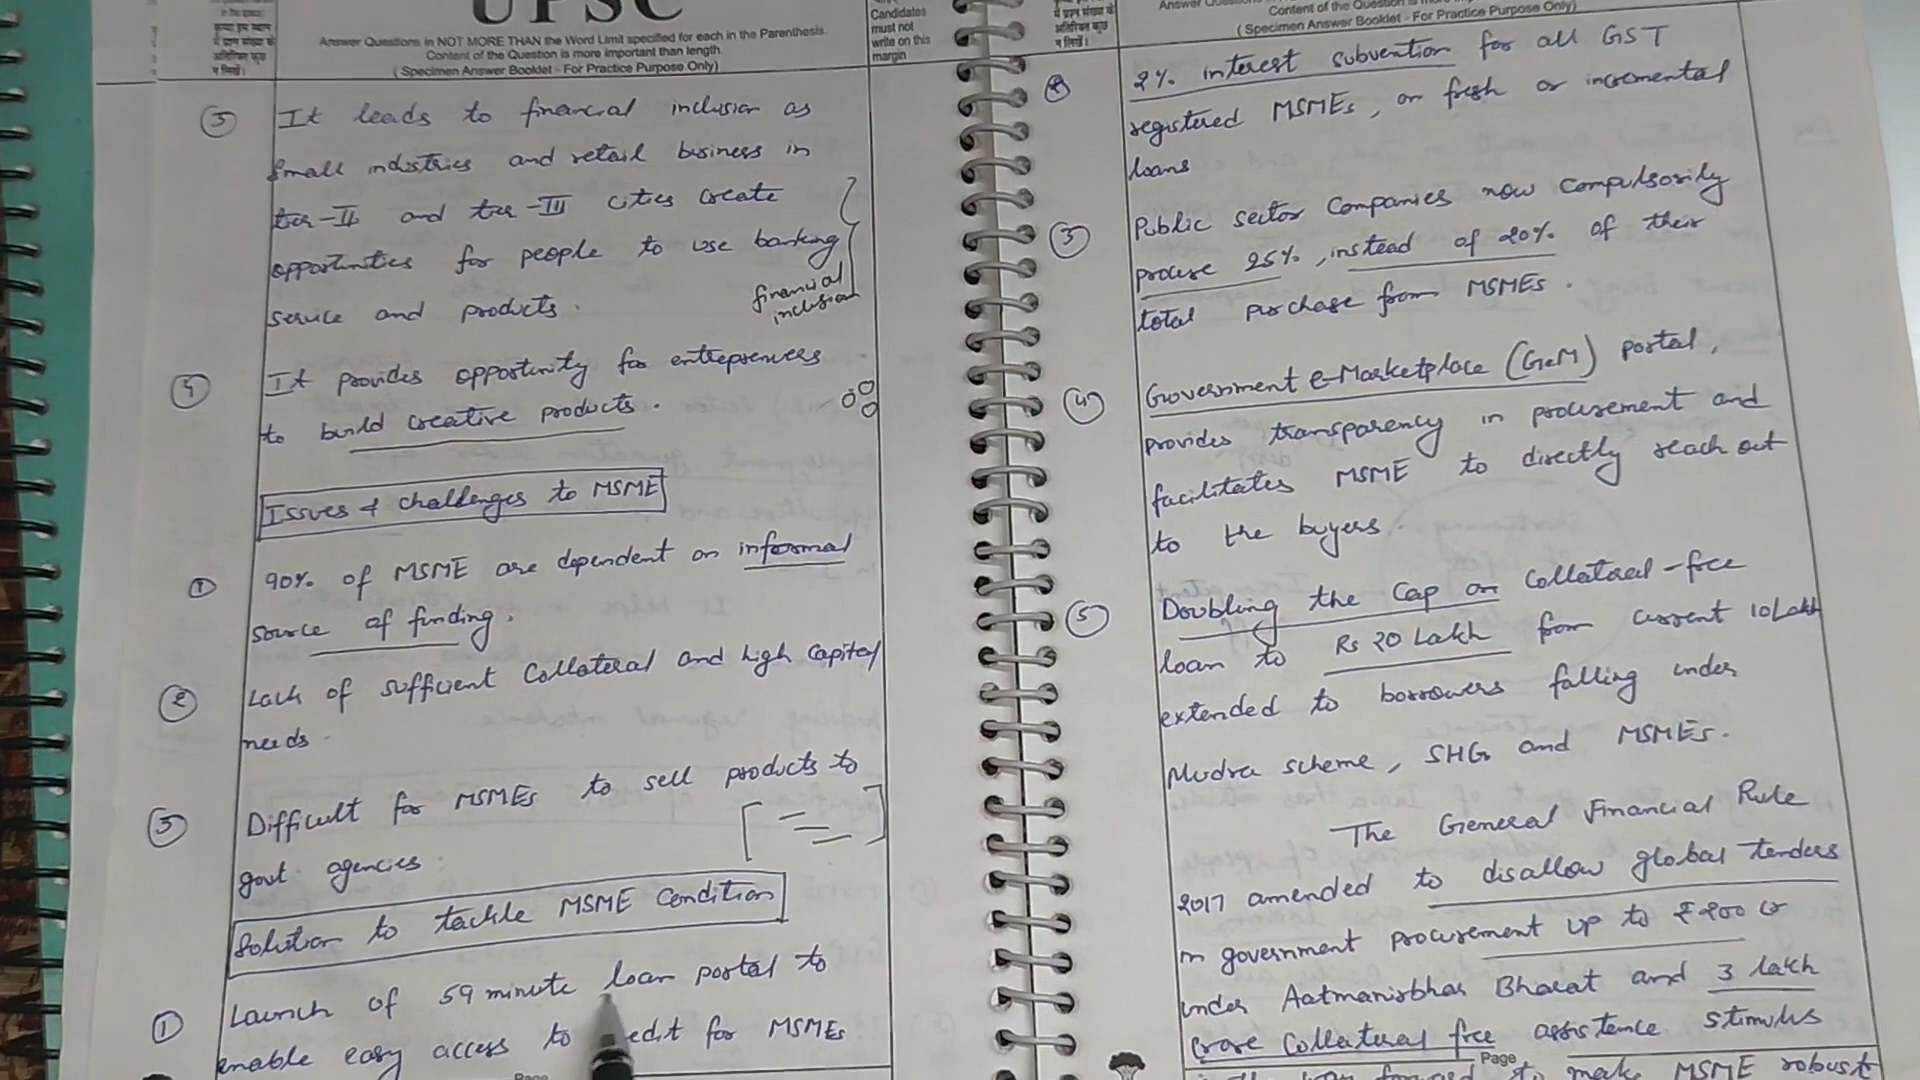 UPSC
Answer Questions in NOT MORE THAN the Word Limit specified for each in the Parenthesis.
Content of the Question is more important than length.
( Specimen Answer Booklet - For Practice Purpose Only)
Candidates
must not
write on this
margin
③ It leads to financial inclusion as
small industries and retail business in
tier-II and tier-III cities create
opportunities for people to use banking
service and products.
financial
inclusion
④ It provides opportunity for entrepreneurs
to build creative products.
Issues & challenges to MSME
① 90% of MSME are dependent on informal
source of funding.
② Lack of sufficient collateral and high capital
needs.
③ Difficult for MSMEs to sell products to
govt. agencies:
Solution to tackle MSME Condition
① Launch of 59 minute loan portal to
enable easy access to edit for MSMEs
Page
Content of the Question is more important than length.
( Specimen Answer Booklet - For Practice Purpose Only)
② 2% interest subvention for all GST
registered MSMEs, on fresh or incremental
loans
③ Public sector Companies now compulsorily
procure 25%, instead of 20% of their
total purchase from MSMEs.
④ Government e-Marketplace (GeM) portal,
provides transparency in procurement and
facilitates MSME to directly reach out
to the buyers.
⑤ Doubling the Cap on Collateral-free
loan to Rs 20 Lakh from current 10 Lakh
extended to borrowers falling under
Mudra scheme, SHG and MSMEs.
The General Financial Rule
2017 amended to disallow global tenders
in government procurement up to ₹200 cr
under Aatmanirbhar Bharat and 3 lakh
crore Collateral free assistence stimulus
Page
to make MSME robust